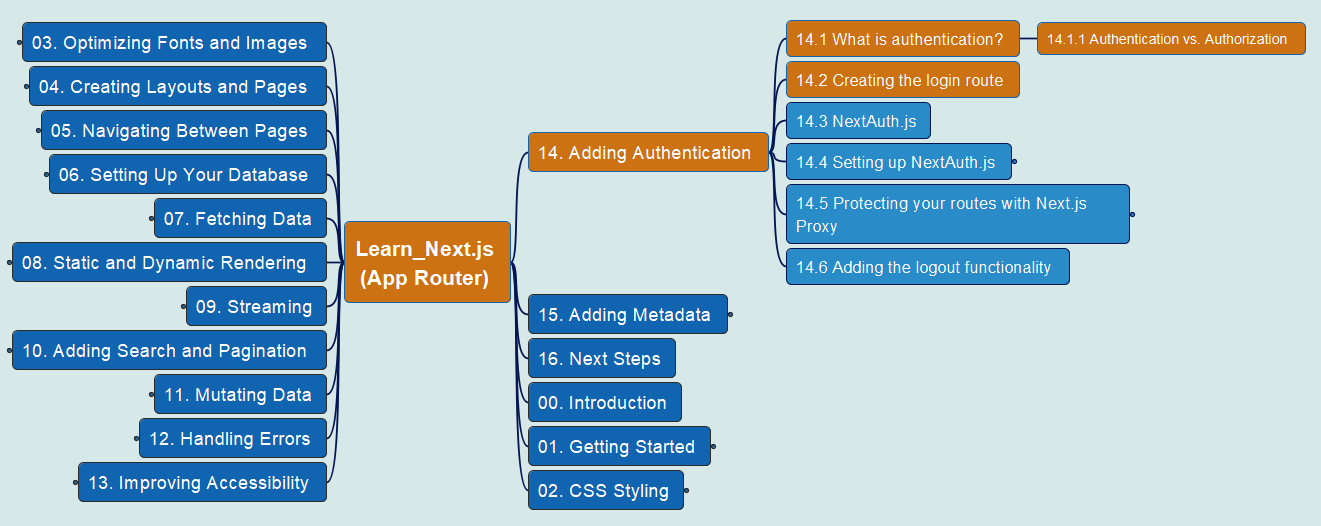 03. Optimizing Fonts and Images
04. Creating Layouts and Pages
05. Navigating Between Pages
06. Setting Up Your Database
07. Fetching Data
08. Static and Dynamic Rendering
09. Streaming
10. Adding Search and Pagination
11. Mutating Data
12. Handling Errors
13. Improving Accessibility
Learn_Next.js
(App Router)
14. Adding Authentication
14.1 What is authentication?
14.1.1 Authentication vs. Authorization
14.2 Creating the login route
14.3 NextAuth.js
14.4 Setting up NextAuth.js
14.5 Protecting your routes with Next.js
Proxy
14.6 Adding the logout functionality
15. Adding Metadata
16. Next Steps
00. Introduction
01. Getting Started
02. CSS Styling